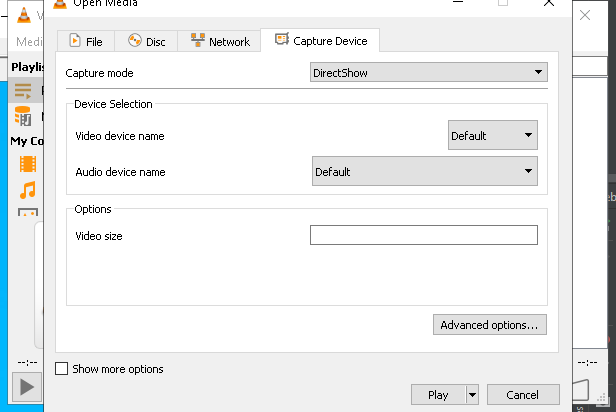 Open Media
File
Disc
Network
Capture Device
Medi
Capture mode
DirectShow
Playlis
Device Selection
Video device name
Default
My Co
Audio device name
Default
Options
Video size
Advanced options...
--:--
Show more options
--:--
Play
Cancel